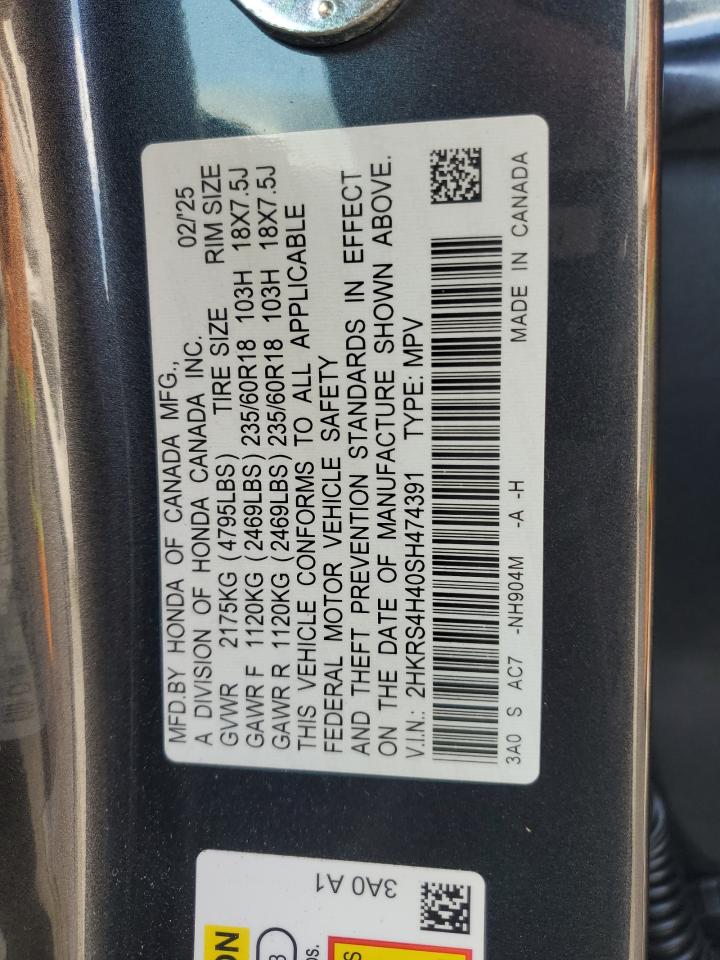 MFD.BY HONDA OF CANADA MFG.,
A DIVISION OF HONDA CANADA INC. 02/'25
GVWR 2175KG (4795LBS) TIRE SIZE RIM SIZE
GAWR F 1120KG (2469LBS) 235/60R18 103H 18X7.5J
GAWR R 1120KG (2469LBS) 235/60R18 103H 18X7.5J
THIS VEHICLE CONFORMS TO ALL APPLICABLE
FEDERAL MOTOR VEHICLE SAFETY
AND THEFT PREVENTION STANDARDS IN EFFECT
ON THE DATE OF MANUFACTURE SHOWN ABOVE.
V.I.N.: 2HKRS4H40SH474391 TYPE: MPV
3A0 S AC7 -NH904M -A -H MADE IN CANADA
3A0 A1